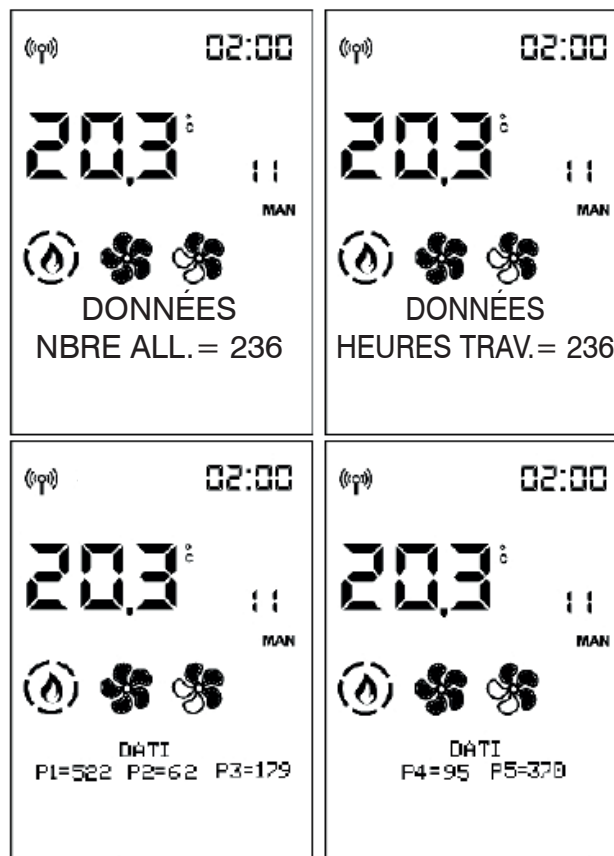 02:00
20,3 °C
11
MAN
DONNÉES
NBRE ALL.= 236
02:00
20,3 °C
11
MAN
DONNÉES
HEURES TRAV.= 236
02:00
20,3 °C
11
MAN
DATI
P1=522 P2=62 P3=179
02:00
20,3 °C
11
MAN
DATI
P4=95 P5=370